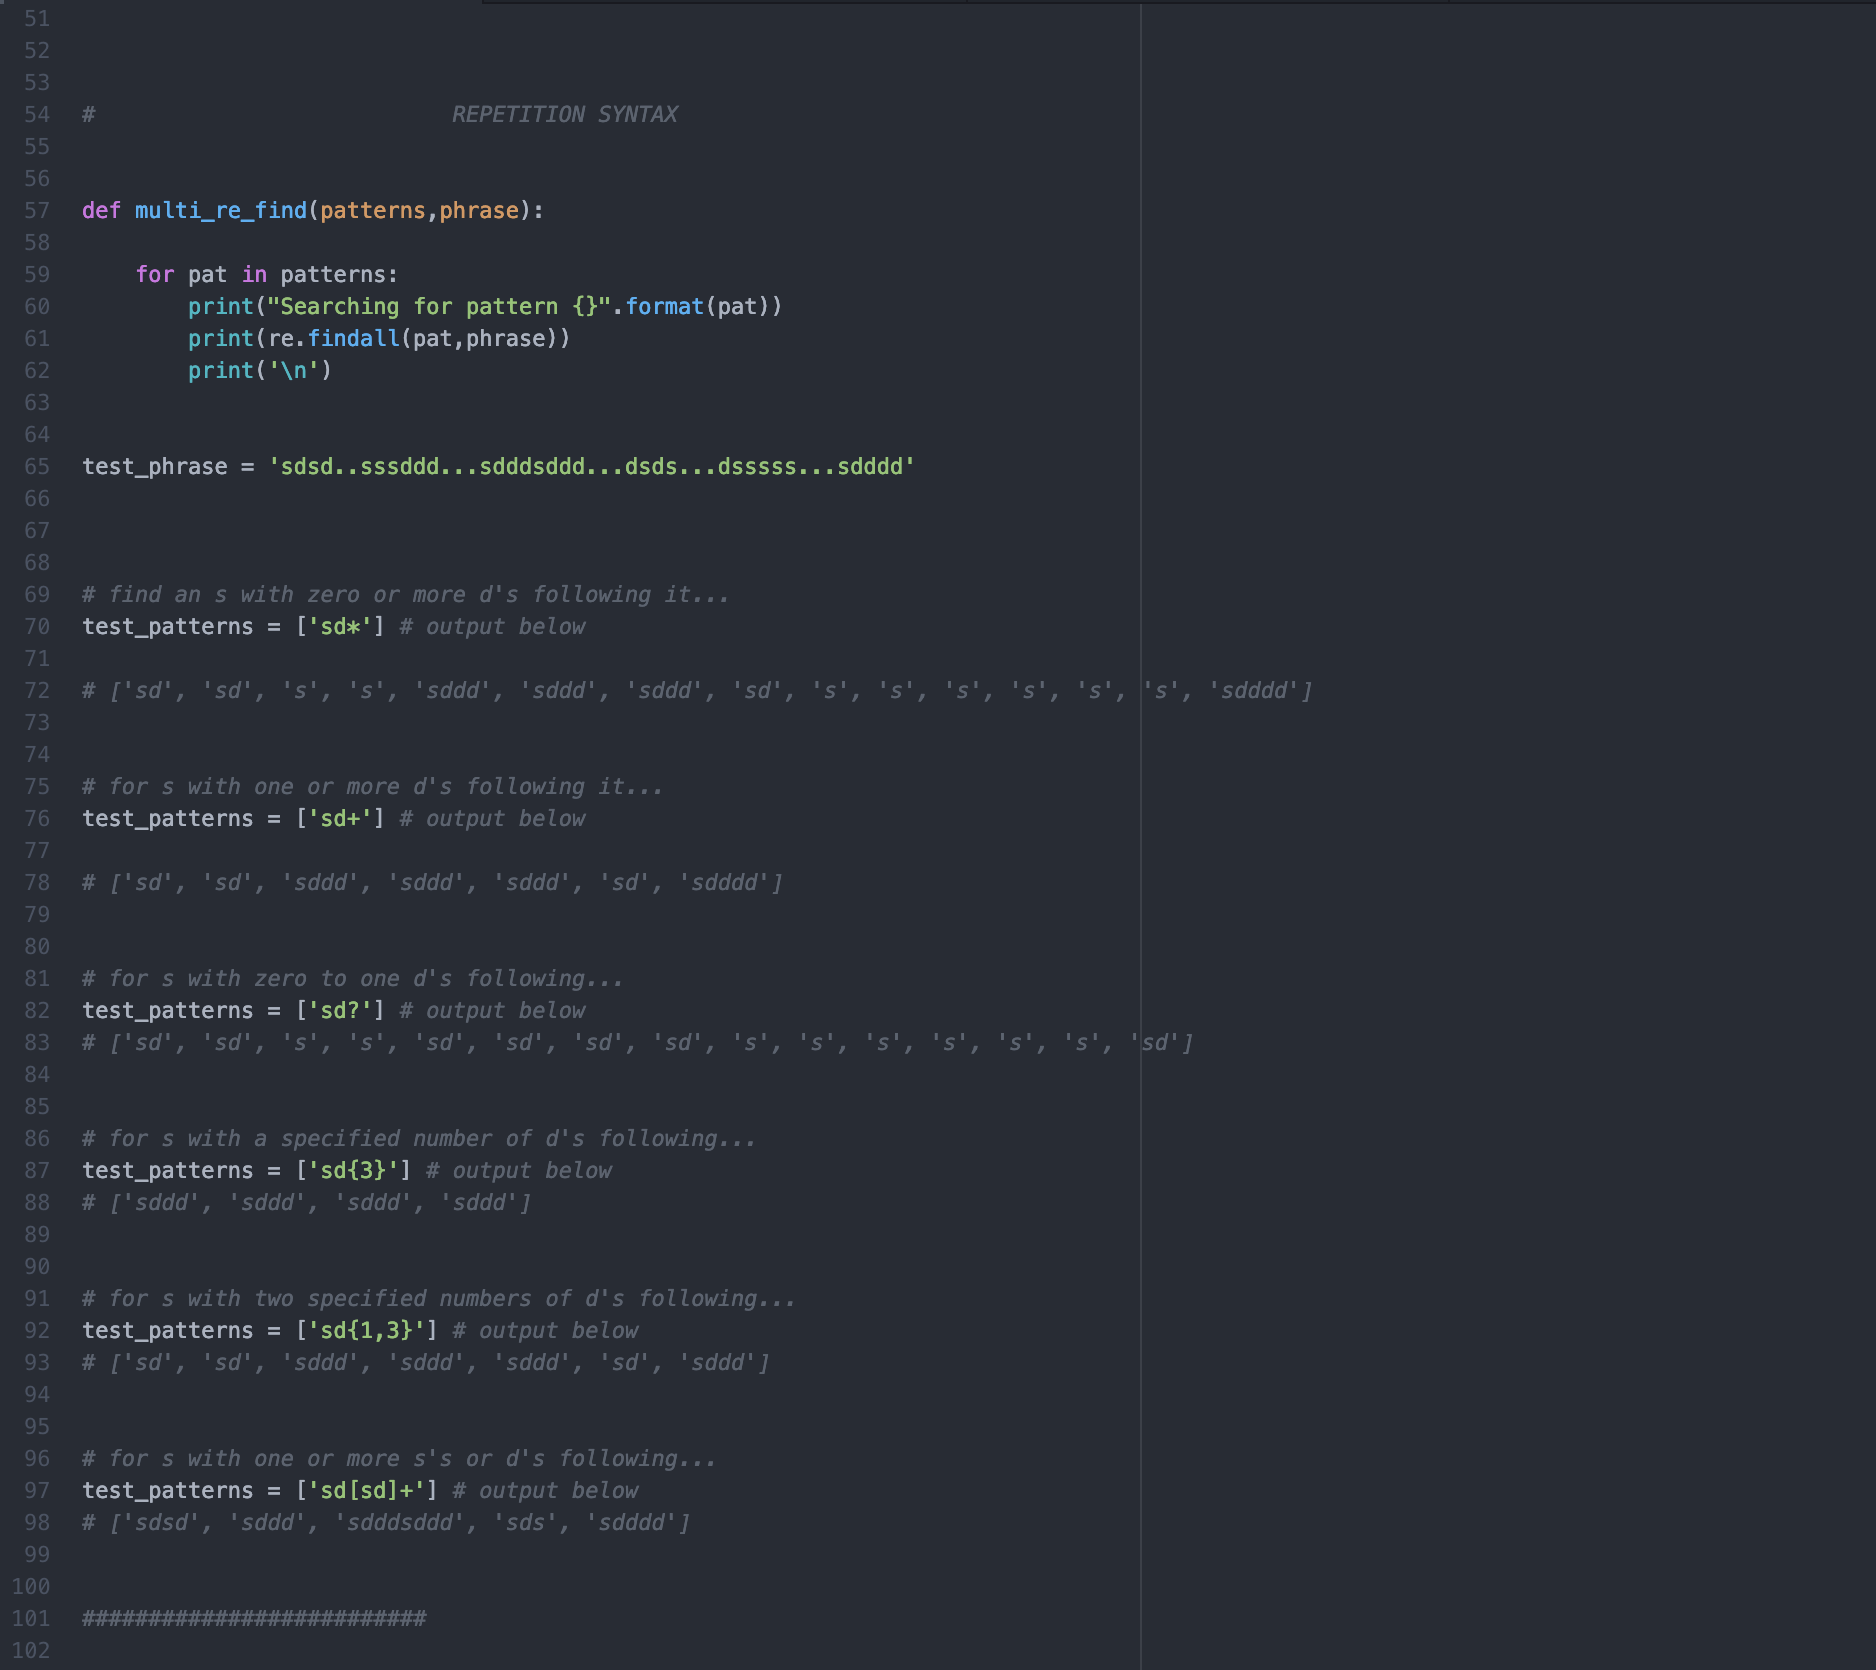 51
52
53
54 # REPETITION SYNTAX
55
56
57 def multi_re_find(patterns,phrase):
58
59     for pat in patterns:
60         print("Searching for pattern {}".format(pat))
61         print(re.findall(pat,phrase))
62         print('\n')
63
64
65 test_phrase = 'sdsd..sssddd...sdddsddd...dsds...dsssss...sdddd'
66
67
68
69 # find an s with zero or more d's following it...
70 test_patterns = ['sd*'] # output below
71
72 # ['sd', 'sd', 's', 's', 'sddd', 'sddd', 'sddd', 'sd', 's', 's', 's', 's', 's', 's', 'sdddd']
73
74
75 # for s with one or more d's following it...
76 test_patterns = ['sd+'] # output below
77
78 # ['sd', 'sd', 'sddd', 'sddd', 'sddd', 'sd', 'sdddd']
79
80
81 # for s with zero to one d's following...
82 test_patterns = ['sd?'] # output below
83 # ['sd', 'sd', 's', 's', 'sd', 'sd', 'sd', 'sd', 's', 's', 's', 's', 's', 's', 'sd']
84
85
86 # for s with a specified number of d's following...
87 test_patterns = ['sd{3}'] # output below
88 # ['sddd', 'sddd', 'sddd', 'sddd']
89
90
91 # for s with two specified numbers of d's following...
92 test_patterns = ['sd{1,3}'] # output below
93 # ['sd', 'sd', 'sddd', 'sddd', 'sddd', 'sd', 'sddd']
94
95
96 # for s with one or more s's or d's following...
97 test_patterns = ['sd[sd]+'] # output below
98 # ['sdsd', 'sddd', 'sdddsddd', 'sds', 'sdddd']
99
100
101 ##########################
102